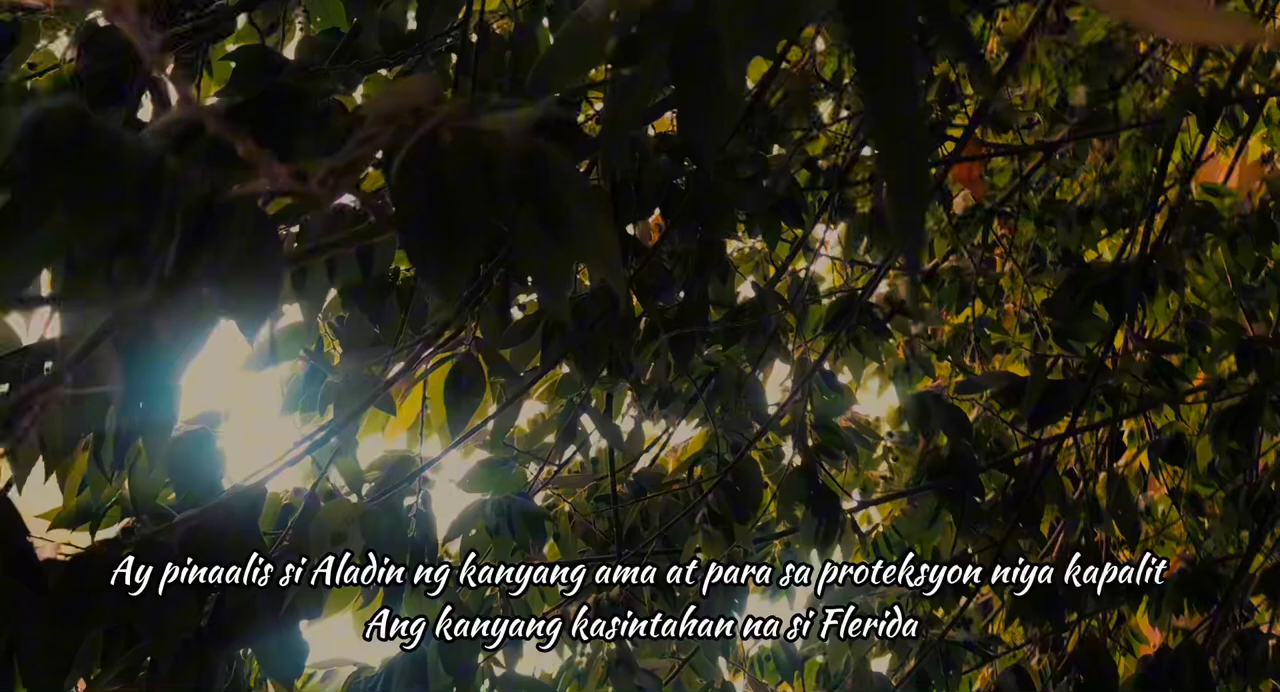 Ay pinaalis si Aladin ng kanyang ama at para sa proteksyon niya kapalit
Ang kanyang kasintahan na si Flerida